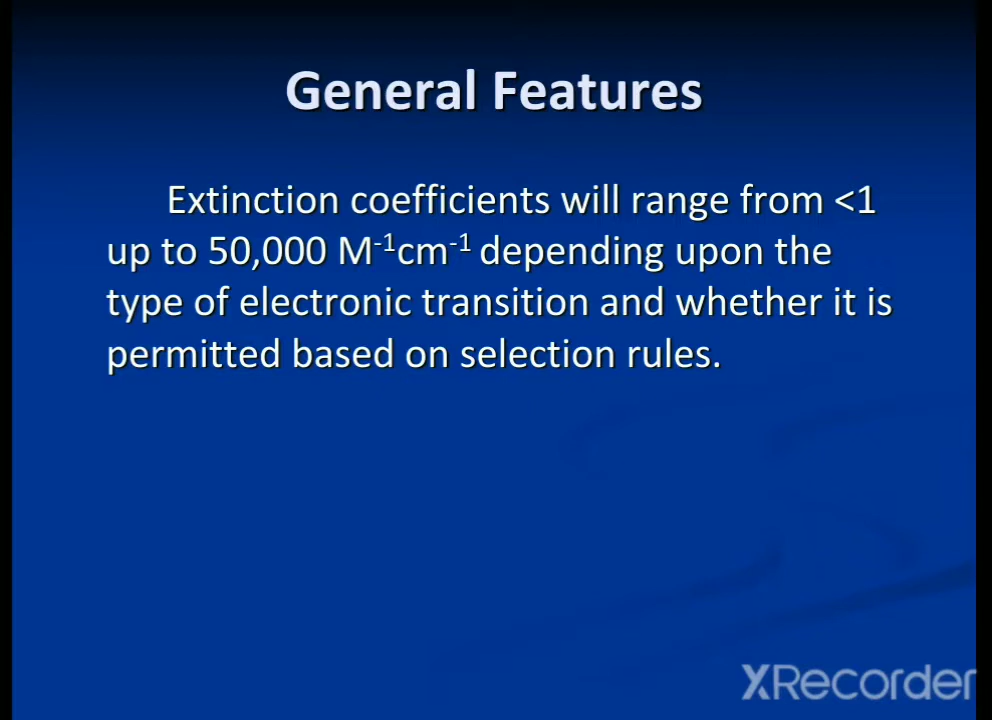 General Features
Extinction coefficients will range from <1
up to 50,000 M⁻¹cm⁻¹ depending upon the
type of electronic transition and whether it is
permitted based on selection rules.
XRecorder